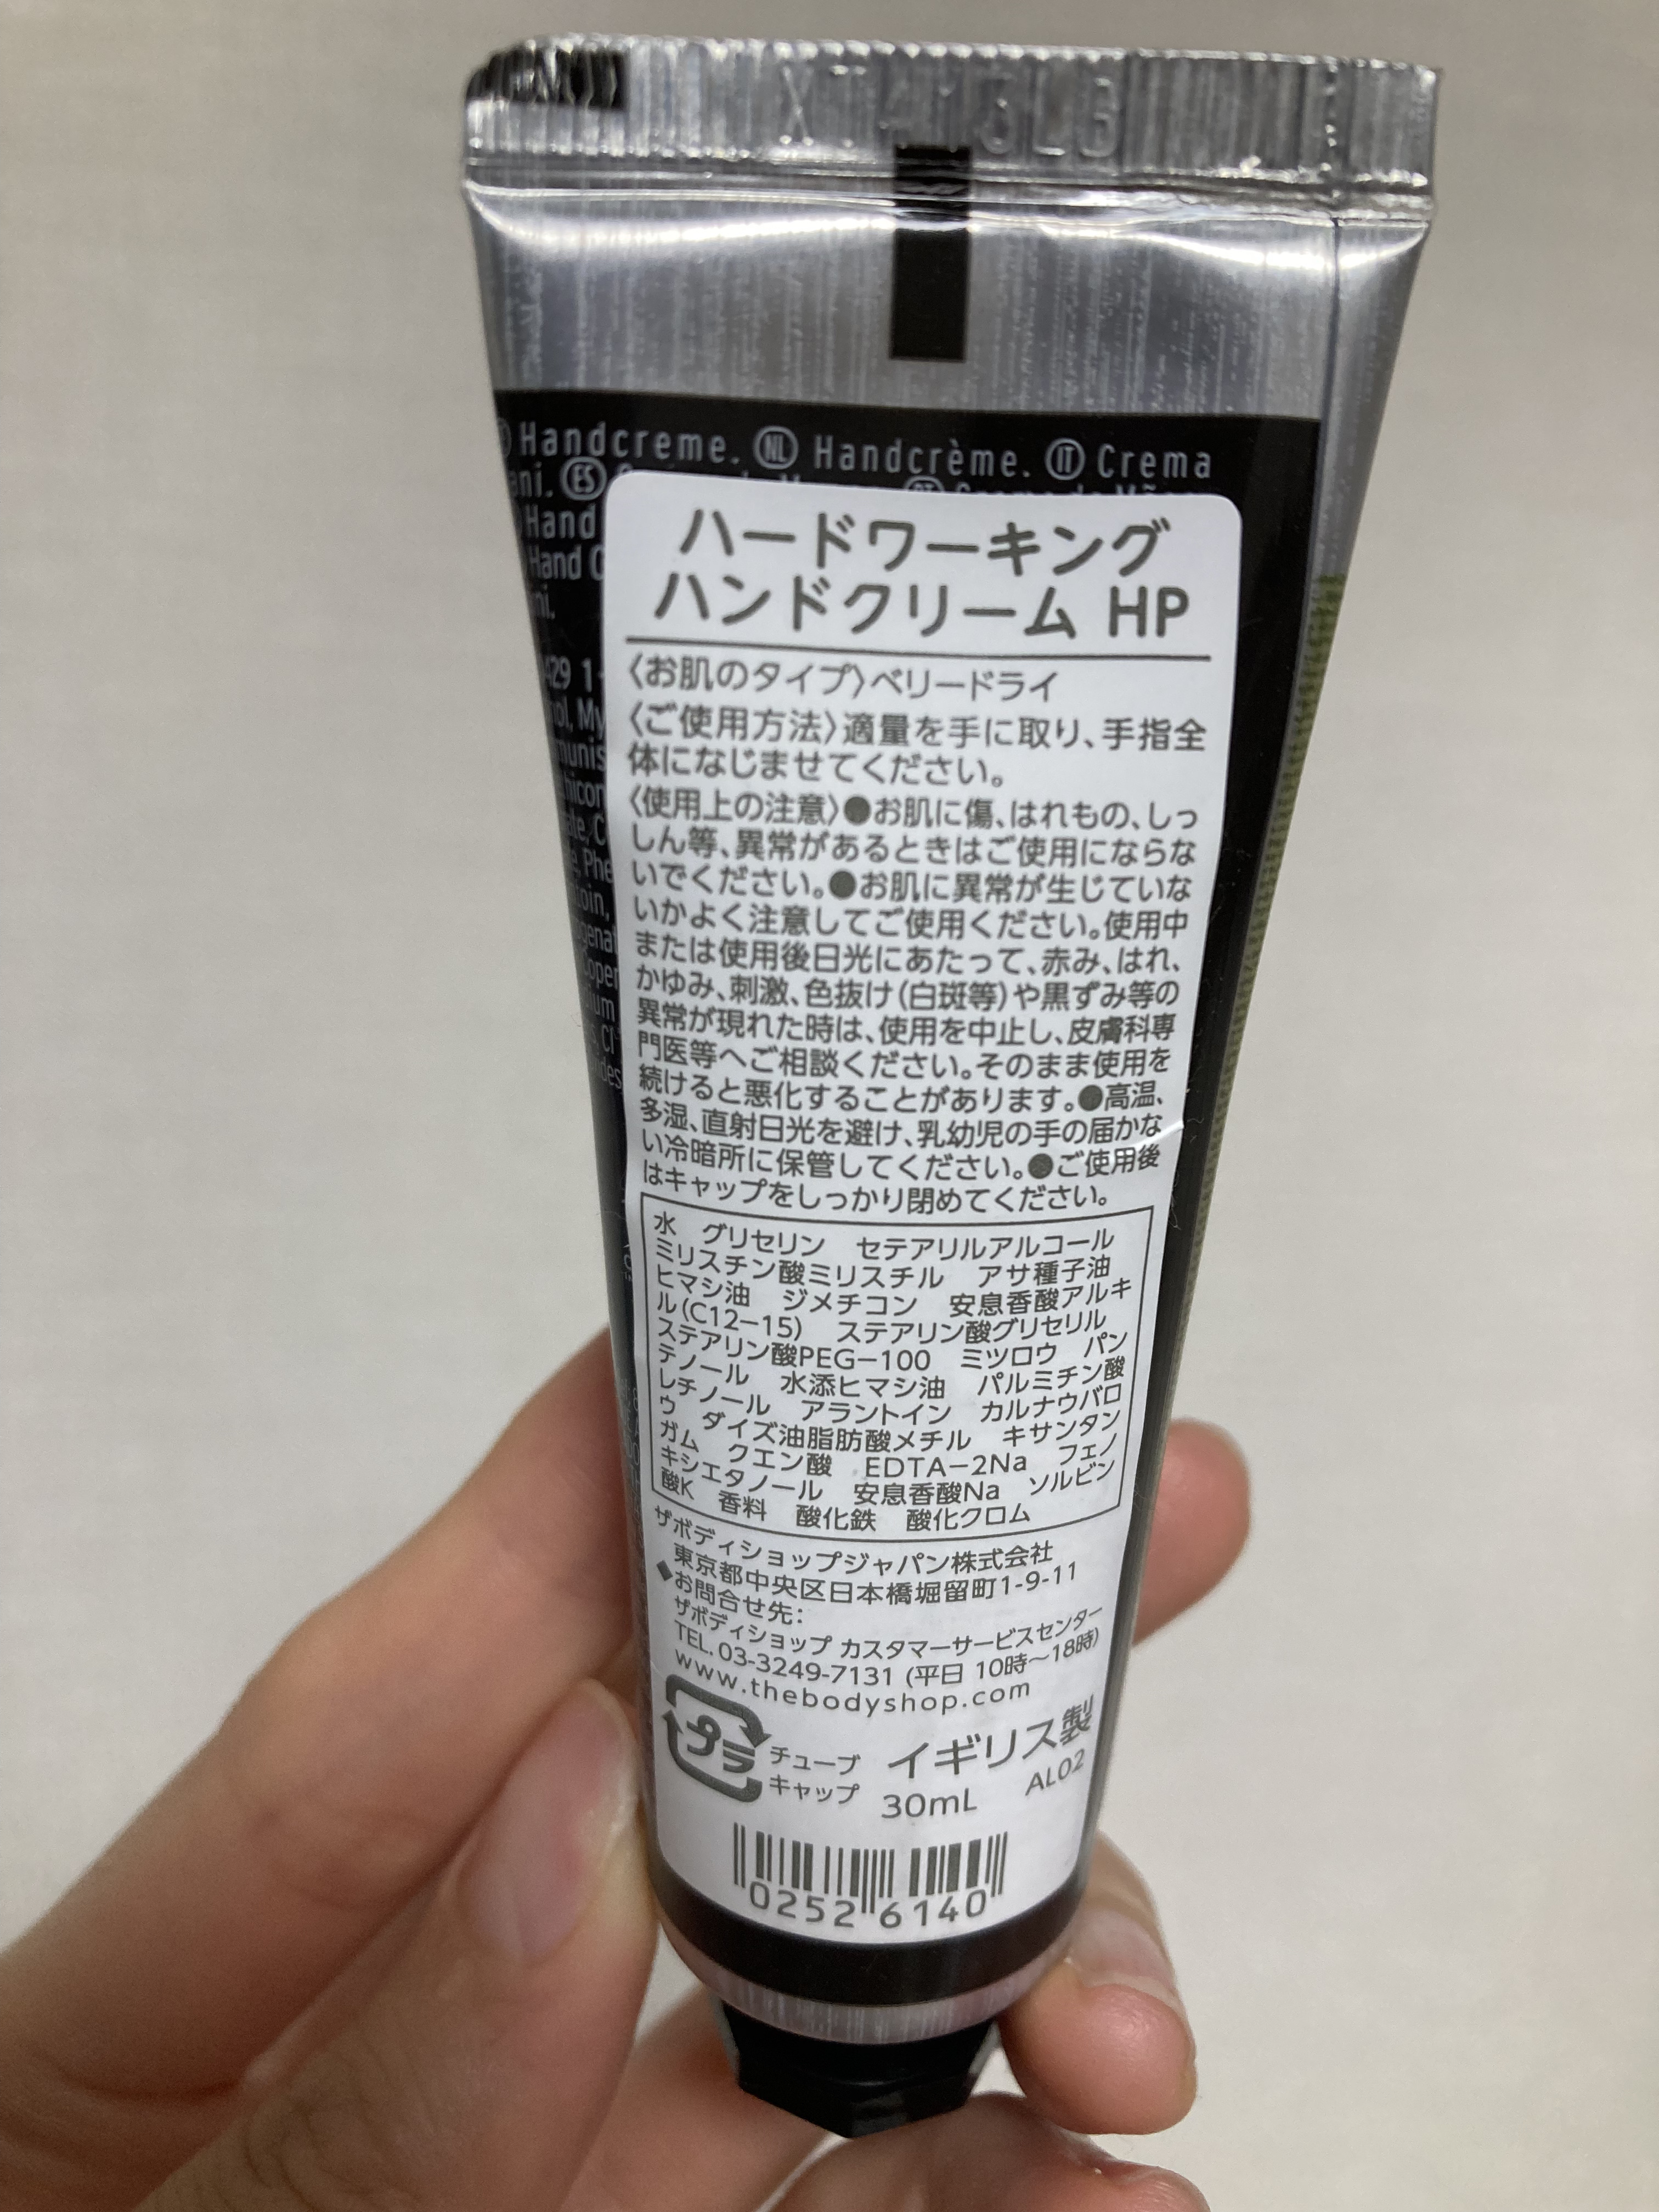 XT 413LB
Handcreme. NL Handcrème. IT Crema
ani. ES
Hand
Hand C
ni.
ハードワーキング
ハンドクリーム HP
〈お肌のタイプ〉ベリードライ
〈ご使用方法〉適量を手に取り、手指全
体になじませてください。
〈使用上の注意〉●お肌に傷、はれもの、しっ
しん等、異常があるときはご使用にならな
いでください。●お肌に異常が生じていな
いかよく注意してご使用ください。使用中
または使用後日光にあたって、赤み、はれ、
かゆみ、刺激、色抜け(白斑等)や黒ずみ等の
異常が現れた時は、使用を中止し、皮膚科専
門医等へご相談ください。そのまま使用を
続けると悪化することがあります。●高温、
多湿、直射日光を避け、乳幼児の手の届かな
い冷暗所に保管してください。●ご使用後
はキャップをしっかり閉めてください。
水 グリセリン セテアリルアルコール
ミリスチン酸ミリスチル アサ種子油
ヒマシ油 ジメチコン 安息香酸アルキ
ル(C12−15) ステアリン酸グリセリル
ステアリン酸PEG−100 ミツロウ パン
テノール 水添ヒマシ油 パルミチン酸
レチノール アラントイン カルナウバロ
ウ ダイズ油脂肪酸メチル キサンタン
ガム クエン酸 EDTA−2Na フェノ
キシエタノール 安息香酸Na ソルビン
酸K 香料 酸化鉄 酸化クロム
ザボディショップジャパン株式会社
東京都中央区日本橋堀留町1-9-11
◆お問合せ先：
ザボディショップ カスタマーサービスセンター
TEL. 03-3249-7131 (平日 10時〜18時)
www.thebodyshop.com
プラ チューブ キャップ
イギリス製
30mL AL02
0252 6140